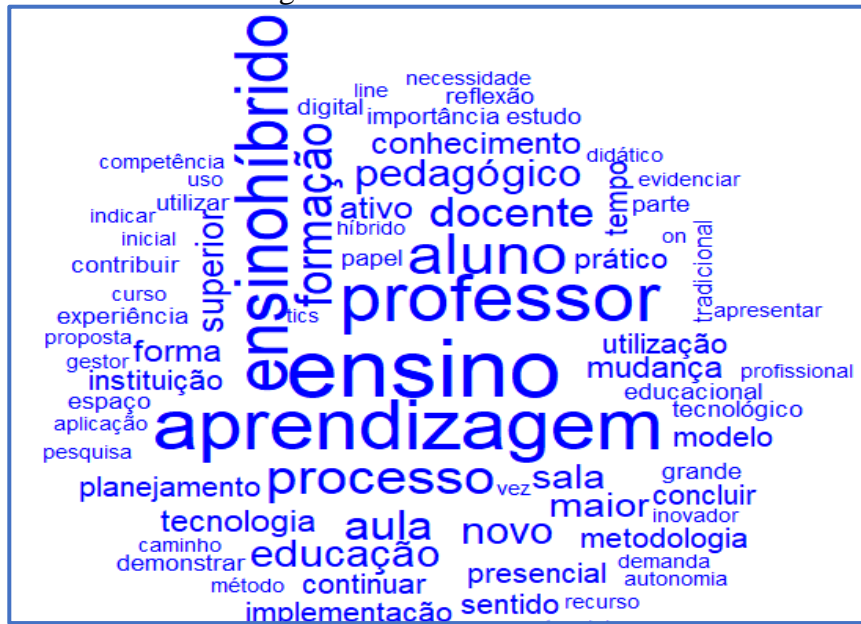 necessidade
line
reflexão
digital
importância
estudo
ensinohíbrido
formação
conhecimento
didático
competência
pedagógico
tempo
evidenciar
uso
utilizar
ativo
docente
parte
indicar
superior
híbrido
on
tradicional
inicial
papel
aluno
prático
contribuir
curso
professor
apresentar
experiência
tics
proposta
forma
utilização
gestor
ensino
mudança
profissional
instituição
educacional
espaço
tecnológico
aplicação
aprendizagem
modelo
pesquisa
processo
sala
grande
planejamento
vez
maior
concluir
tecnologia
aula
novo
inovador
metodologia
caminho
demonstrar
educação
presencial
demanda
autonomia
método
continuar
implementação
sentido
recurso